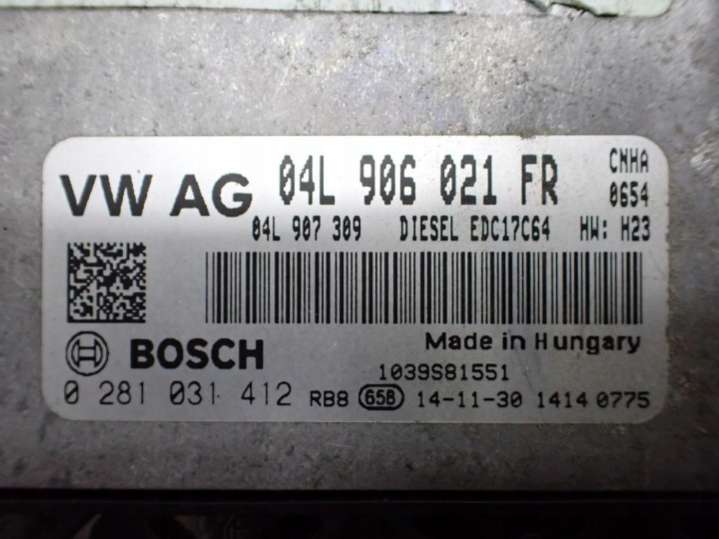 VW AG 04L 906 021 FR CNHA
0654
04L 907 309 DIESEL EDC17C64 HW: H23
BOSCH Made in Hungary
1039S81551
0 281 031 412 RB8 658 14-11-30 1414 0775